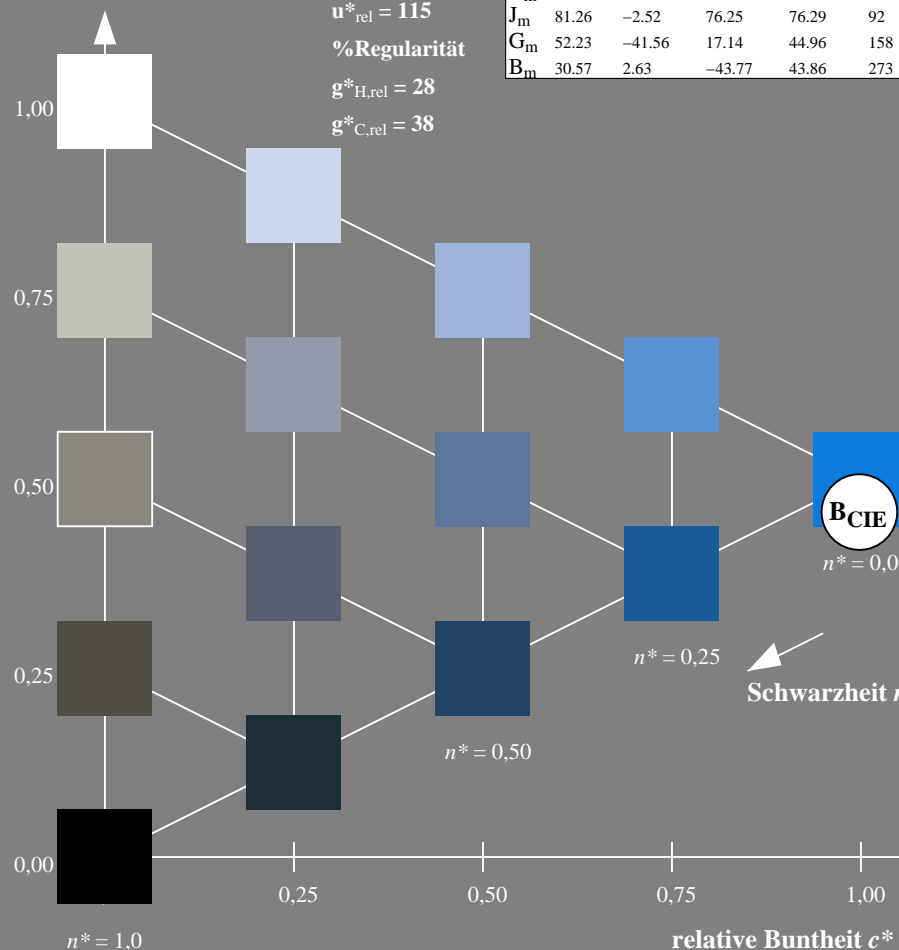 u*rel = 115
%Regularität
g*H,rel = 28
g*C,rel = 38
Jm 81.26 −2.52 76.25 76.29 92
Gm 52.23 −41.56 17.14 44.96 158
Bm 30.57 2.63 −43.77 43.86 273
1,00
0,75
0,50
BCIE
n* = 0,0
0,25
n* = 0,25
Schwarzheit
n* = 0,50
0,00
0,25 0,50 0,75 1,00
n* = 1,0
relative Buntheit c*